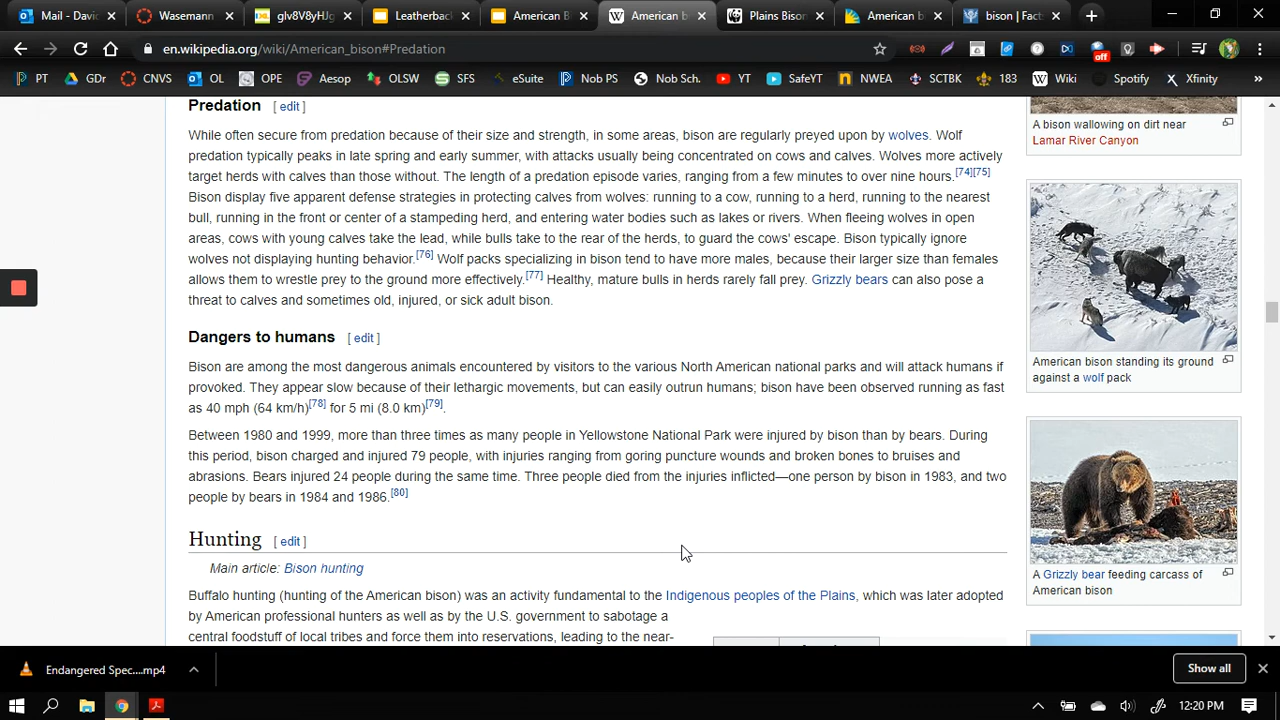 Mail - Davi
Wasemann
glv8V8yHJg
Leatherback
American B
American b
Plains Biso
American b
bison | Fact
en.wikipedia.org/wiki/American_bison#Predation
PT
GDr
CNVS
OL
OPE
Aesop
OLSW
SFS
eSuite
Nob PS
Nob Sch.
YT
SafeYT
NWEA
SCTBK
183
Wiki
Spotify
Xfinity
»
off
Predation [ edit ]
While often secure from predation because of their size and strength, in some areas, bison are regularly preyed upon by wolves. Wolf
predation typically peaks in late spring and early summer, with attacks usually being concentrated on cows and calves. Wolves more actively
target herds with calves than those without. The length of a predation episode varies, ranging from a few minutes to over nine hours.[74][75]
Bison display five apparent defense strategies in protecting calves from wolves: running to a cow, running to a herd, running to the nearest
bull, running in the front or center of a stampeding herd, and entering water bodies such as lakes or rivers. When fleeing wolves in open
areas, cows with young calves take the lead, while bulls take to the rear of the herds, to guard the cows' escape. Bison typically ignore
wolves not displaying hunting behavior.[76] Wolf packs specializing in bison tend to have more males, because their larger size than females
allows them to wrestle prey to the ground more effectively.[77] Healthy, mature bulls in herds rarely fall prey. Grizzly bears can also pose a
threat to calves and sometimes old, injured, or sick adult bison.
Dangers to humans [ edit ]
Bison are among the most dangerous animals encountered by visitors to the various North American national parks and will attack humans if
provoked. They appear slow because of their lethargic movements, but can easily outrun humans; bison have been observed running as fast
as 40 mph (64 km/h)[78] for 5 mi (8.0 km)[79].
Between 1980 and 1999, more than three times as many people in Yellowstone National Park were injured by bison than by bears. During
this period, bison charged and injured 79 people, with injuries ranging from goring puncture wounds and broken bones to bruises and
abrasions. Bears injured 24 people during the same time. Three people died from the injuries inflicted—one person by bison in 1983, and two
people by bears in 1984 and 1986.[80]
Hunting [ edit ]
Main article: Bison hunting
Buffalo hunting (hunting of the American bison) was an activity fundamental to the Indigenous peoples of the Plains, which was later adopted
by American professional hunters as well as by the U.S. government to sabotage a
central foodstuff of local tribes and force them into reservations, leading to the near-
A bison wallowing on dirt near
Lamar River Canyon
American bison standing its ground
against a wolf pack
A Grizzly bear feeding carcass of
American bison
Endangered Spec....mp4
Show all
12:20 PM